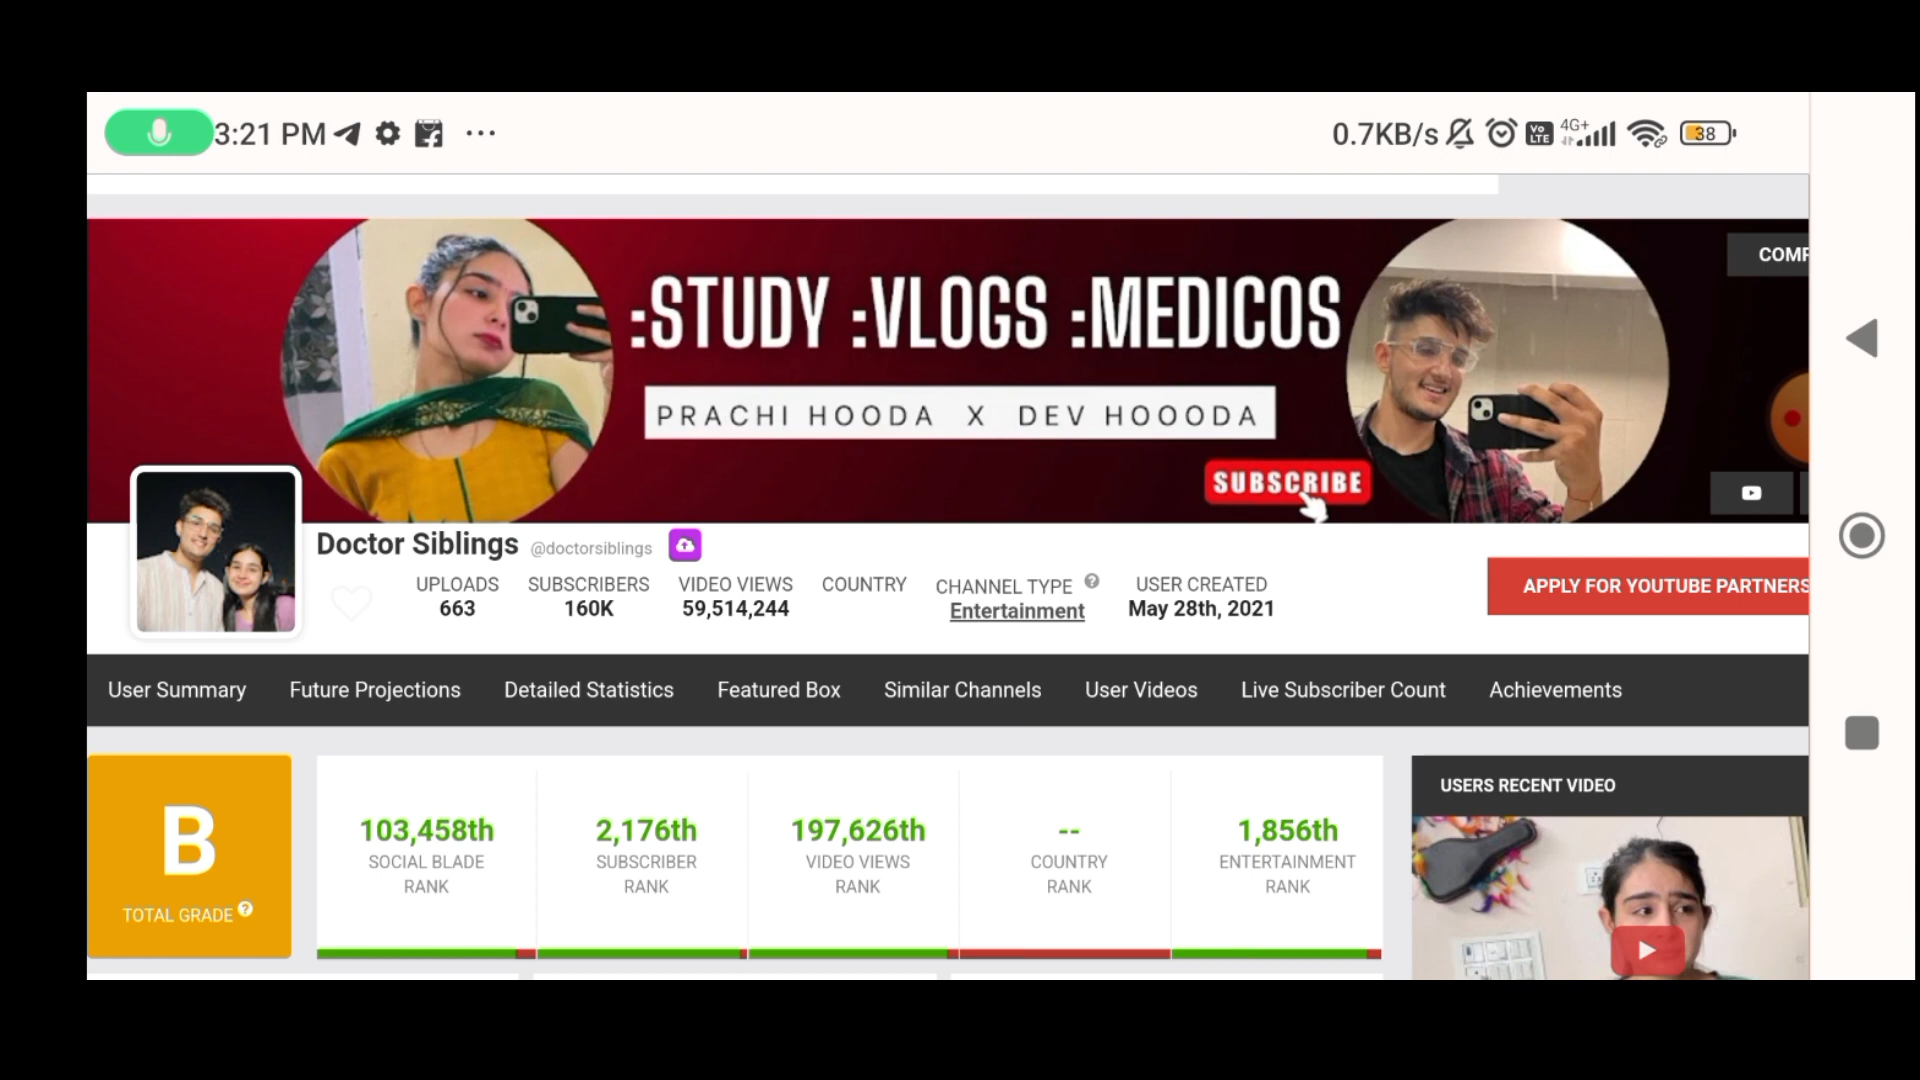 3:21 PM ...
0.7KB/s Vo LTE 4G+ 38
:STUDY :VLOGS :MEDICOS
PRACHI HOODA X DEV HOOODA
SUBSCRIBE
COMP
Doctor Siblings @doctorsiblings
UPLOADS SUBSCRIBERS VIDEO VIEWS COUNTRY CHANNEL TYPE ? USER CREATED
663 160K 59,514,244 Entertainment May 28th, 2021
APPLY FOR YOUTUBE PARTNERS
User Summary Future Projections Detailed Statistics Featured Box Similar Channels User Videos Live Subscriber Count Achievements
B
TOTAL GRADE ?
103,458th 2,176th 197,626th -- 1,856th
SOCIAL BLADE SUBSCRIBER VIDEO VIEWS COUNTRY ENTERTAINMENT
RANK RANK RANK RANK RANK
USERS RECENT VIDEO